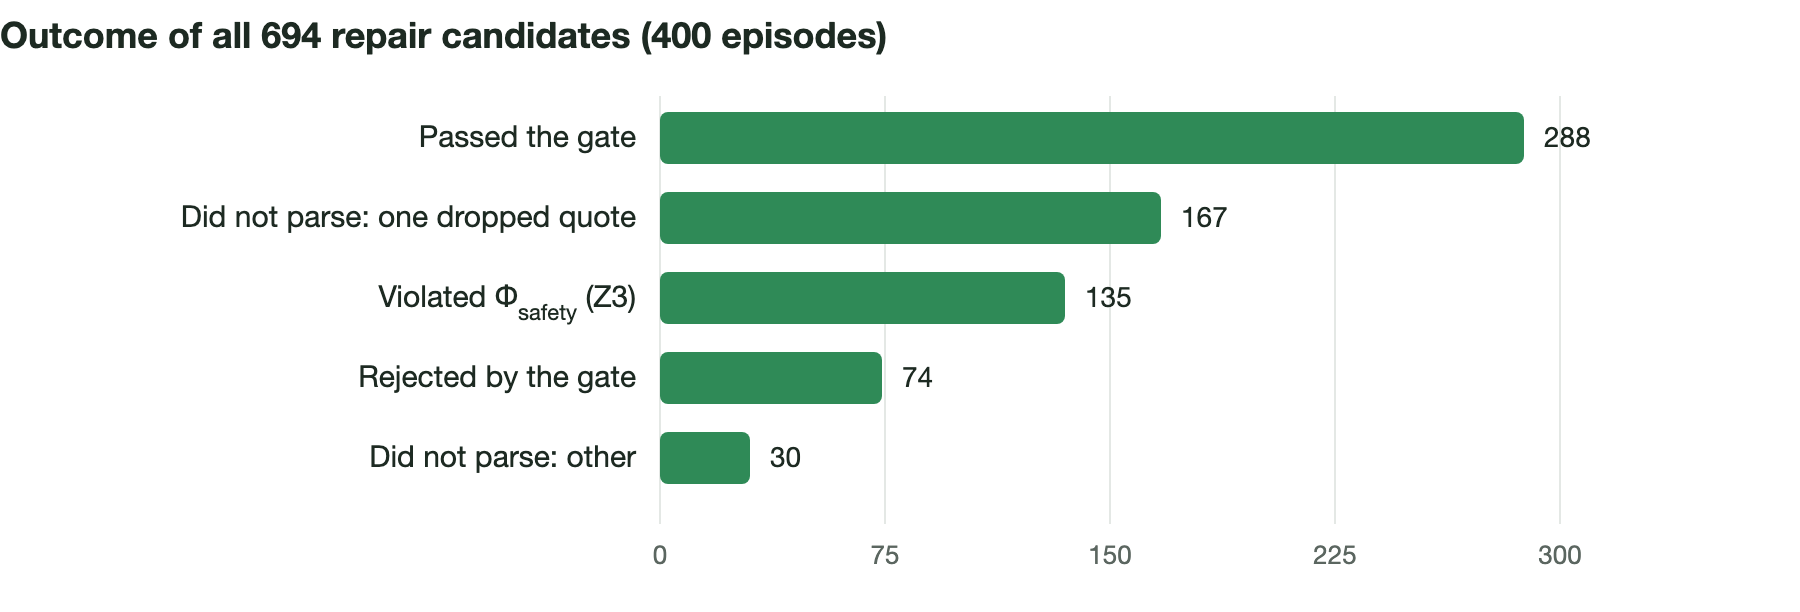 Outcome of all 694 repair candidates (400 episodes)
Passed the gate 288
Did not parse: one dropped quote 167
Violated Φsafety (Z3) 135
Rejected by the gate 74
Did not parse: other 30
0 75 150 225 300